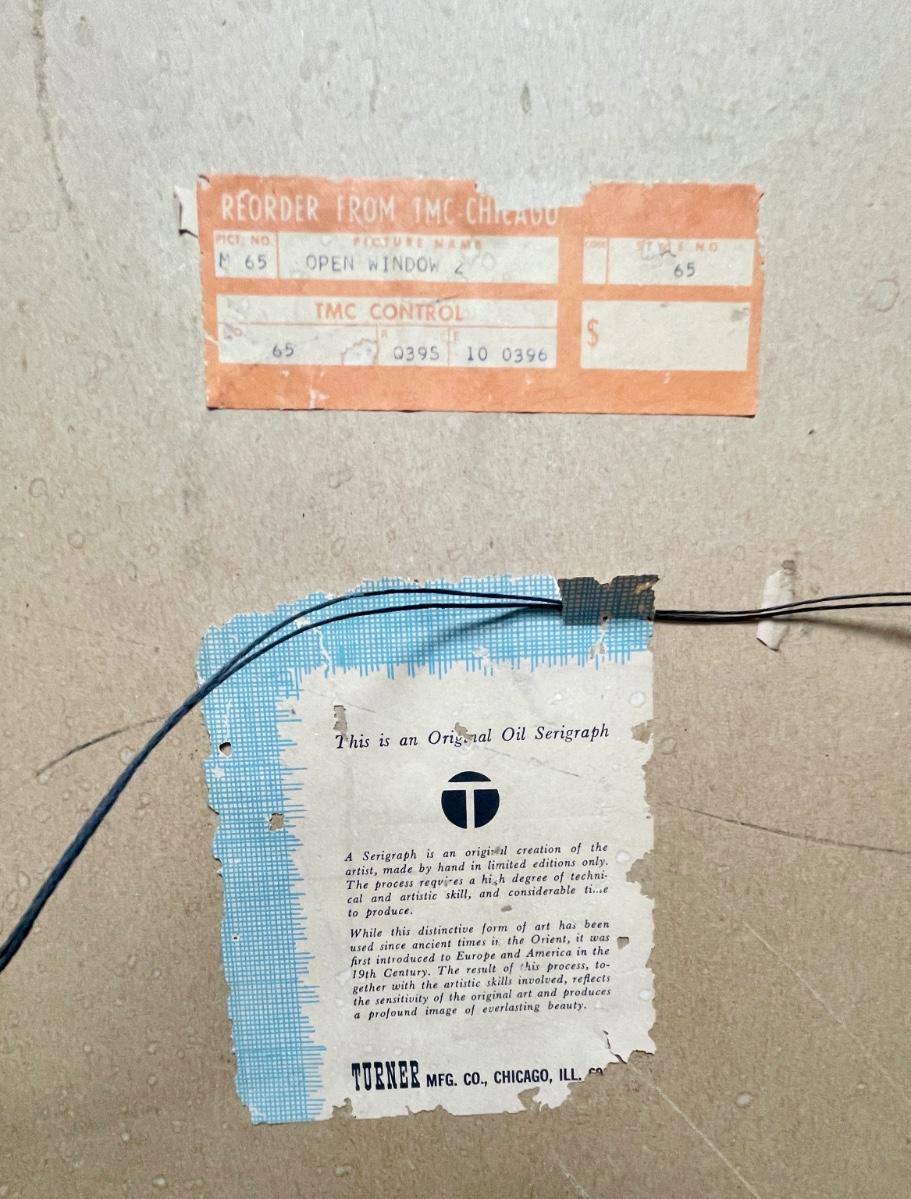 REORDER FROM TMC-CHICAGO
PICT. NO. PICTURE NAME CODE STYLE NO
M 65 OPEN WINDOW 2 65
TMC CONTROL
$
65 Q395 10 0396
This is an Original Oil Serigraph
T
A Serigraph is an original creation of the
artist, made by hand in limited editions only.
The process requires a high degree of techni-
cal and artistic skill, and considerable
to produce.
While this distinctive form of art has been
used since ancient times in the Orient, it was
first introduced to Europe and America in the
19th Century. The result of this process, to-
gether with the artistic skills involved, reflects
the sensitivity of the original art and produces
a profound image of everlasting beauty.
TURNER MFG. CO., CHICAGO, ILL.